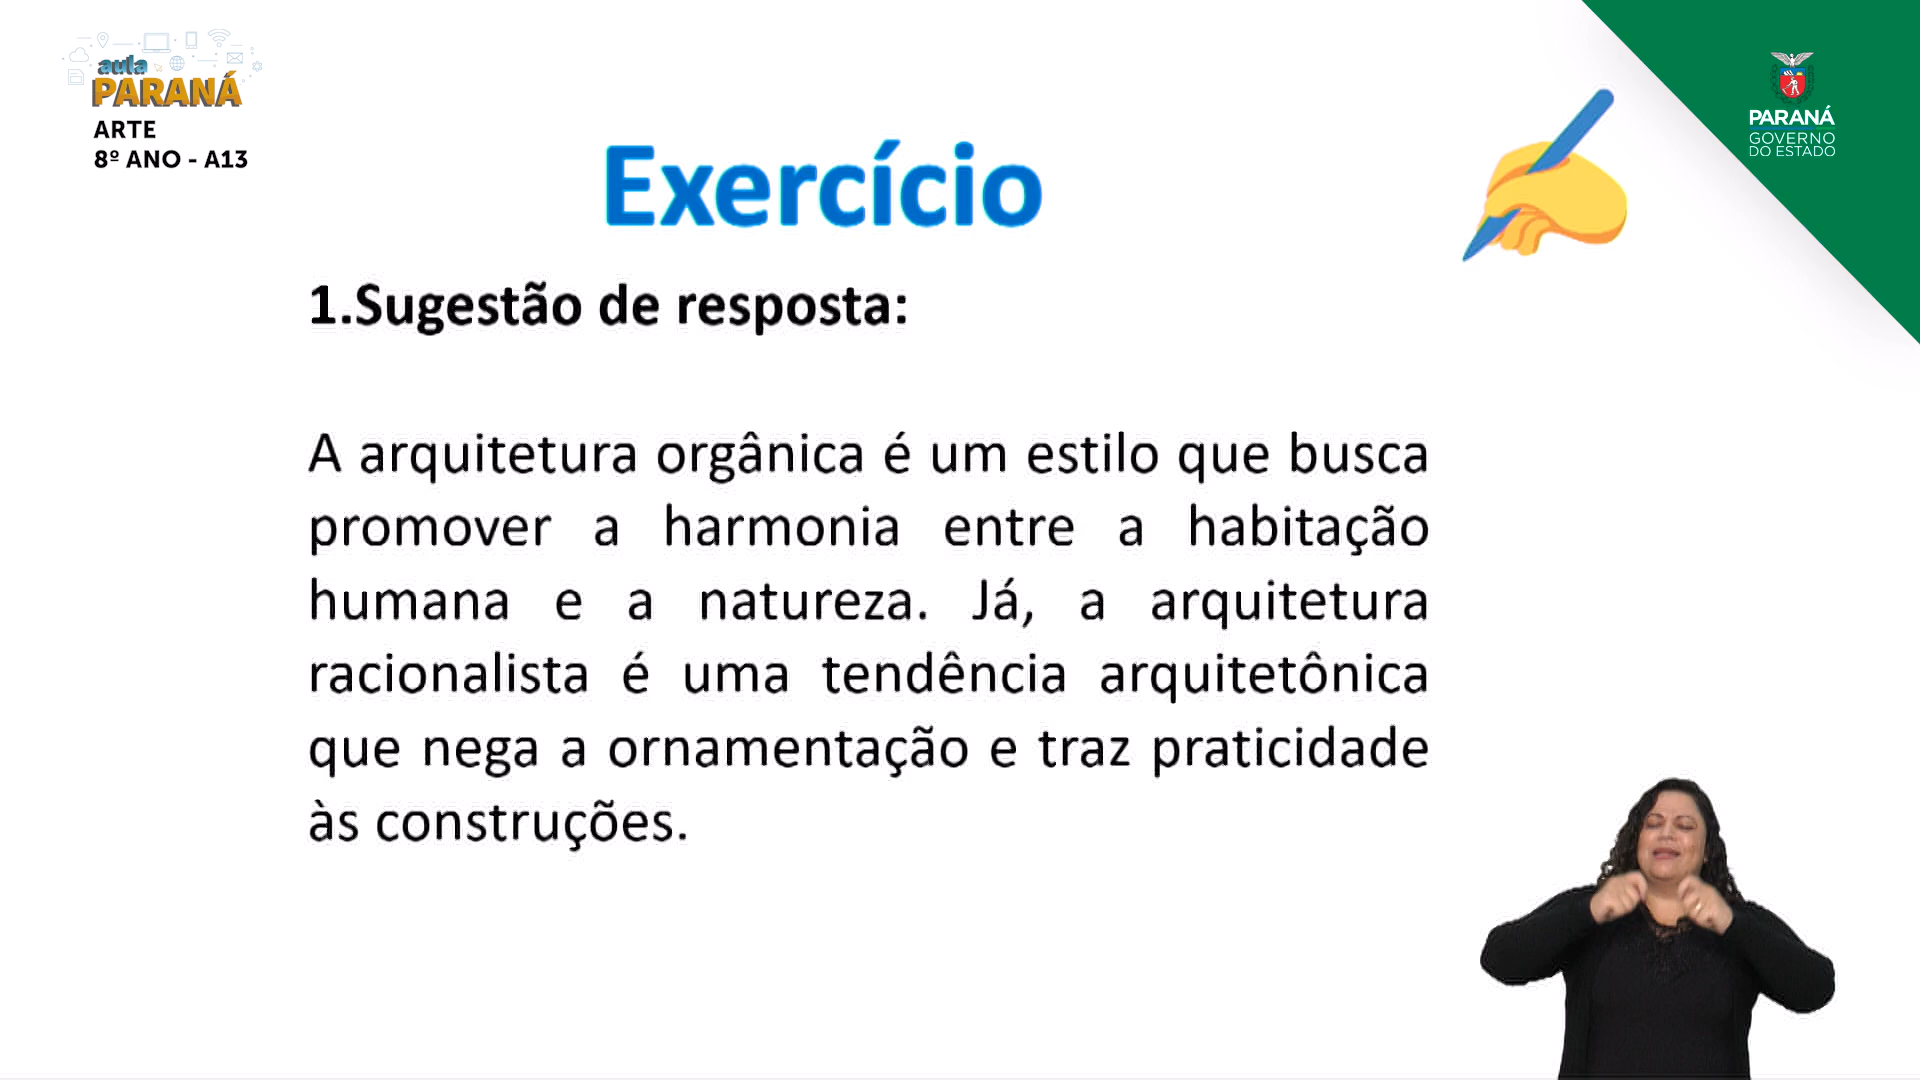 aula
PARANÁ
ARTE
8º ANO - A13
PARANÁ
GOVERNO
DO ESTADO
Exercício
1.Sugestão de resposta:
A arquitetura orgânica é um estilo que busca
promover a harmonia entre a habitação
humana e a natureza. Já, a arquitetura
racionalista é uma tendência arquitetônica
que nega a ornamentação e traz praticidade
às construções.